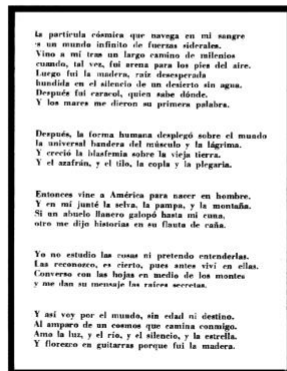 La partícula cósmica que navega en mi sangre
es un mundo infinito de fuerzas siderales.
Vino a mí tras un largo camino de milenios
cuando, tal vez, fui arena para los pies del aire.
Luego fui la madera, raíz desesperada
hundida en el silencio de un desierto sin agua.
Después fui caracol, quien sabe dónde.
Y los mares me dieron su primera palabra.
Después, la forma humana desplegó sobre el mundo
la universal bandera del músculo y la lágrima.
Y creció la blasfemia sobre la vieja tierra.
Y el azafrán, y el tilo, la copla y la plegaria.
Entonces vine a América para nacer en hombre.
Y en mí junté la selva, la pampa, y la montaña.
Si un abuelo llanero galopó hasta mi cuna,
otro me dijo historias en su flauta de caña.
Yo no estudio las cosas ni pretendo entenderlas.
Las reconozco, es cierto, pues antes viví en ellas.
Converso con las hojas en medio de los montes
y me dan su mensaje las raíces secretas.
Y así voy por el mundo, sin edad ni destino.
Al amparo de un cosmos que camina conmigo.
Amo la luz, y el río, y el silencio, y la estrella.
Y florezco en guitarras porque fui la madera.